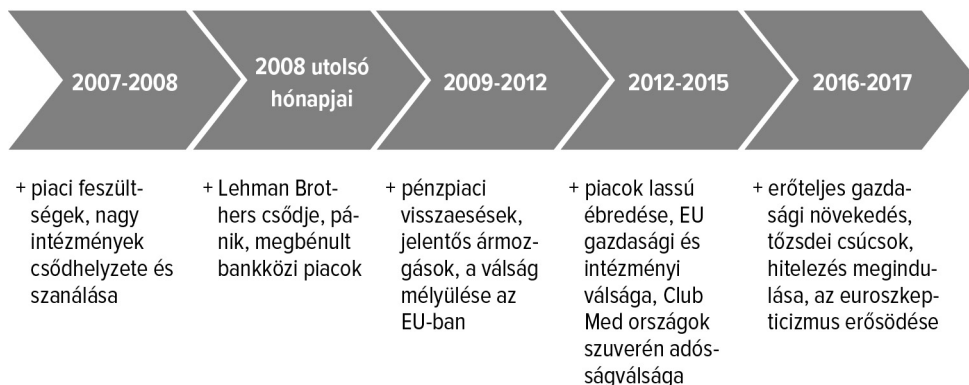 2007-2008
2008 utolsó
hónapjai
2009-2012
2012-2015
2016-2017
+ piaci feszült-
ségek, nagy
intézmények
csődhelyzete és
szanálása
+ Lehman Brot-
hers csődje, pá-
nik, megbénult
bankközi piacok
+ pénzpiaci
visszaesések,
jelentős ármoz-
gások, a válság
mélyülése az
EU-ban
+ piacok lassú
ébredése, EU
gazdasági és
intézményi
válsága, Club
Med országok
szuverén adós-
ságválsága
+ erőteljes gazda-
sági növekedés,
tőzsdei csúcsok,
hitelezés megindu-
lása, az euroszkep-
ticizmus erősödése